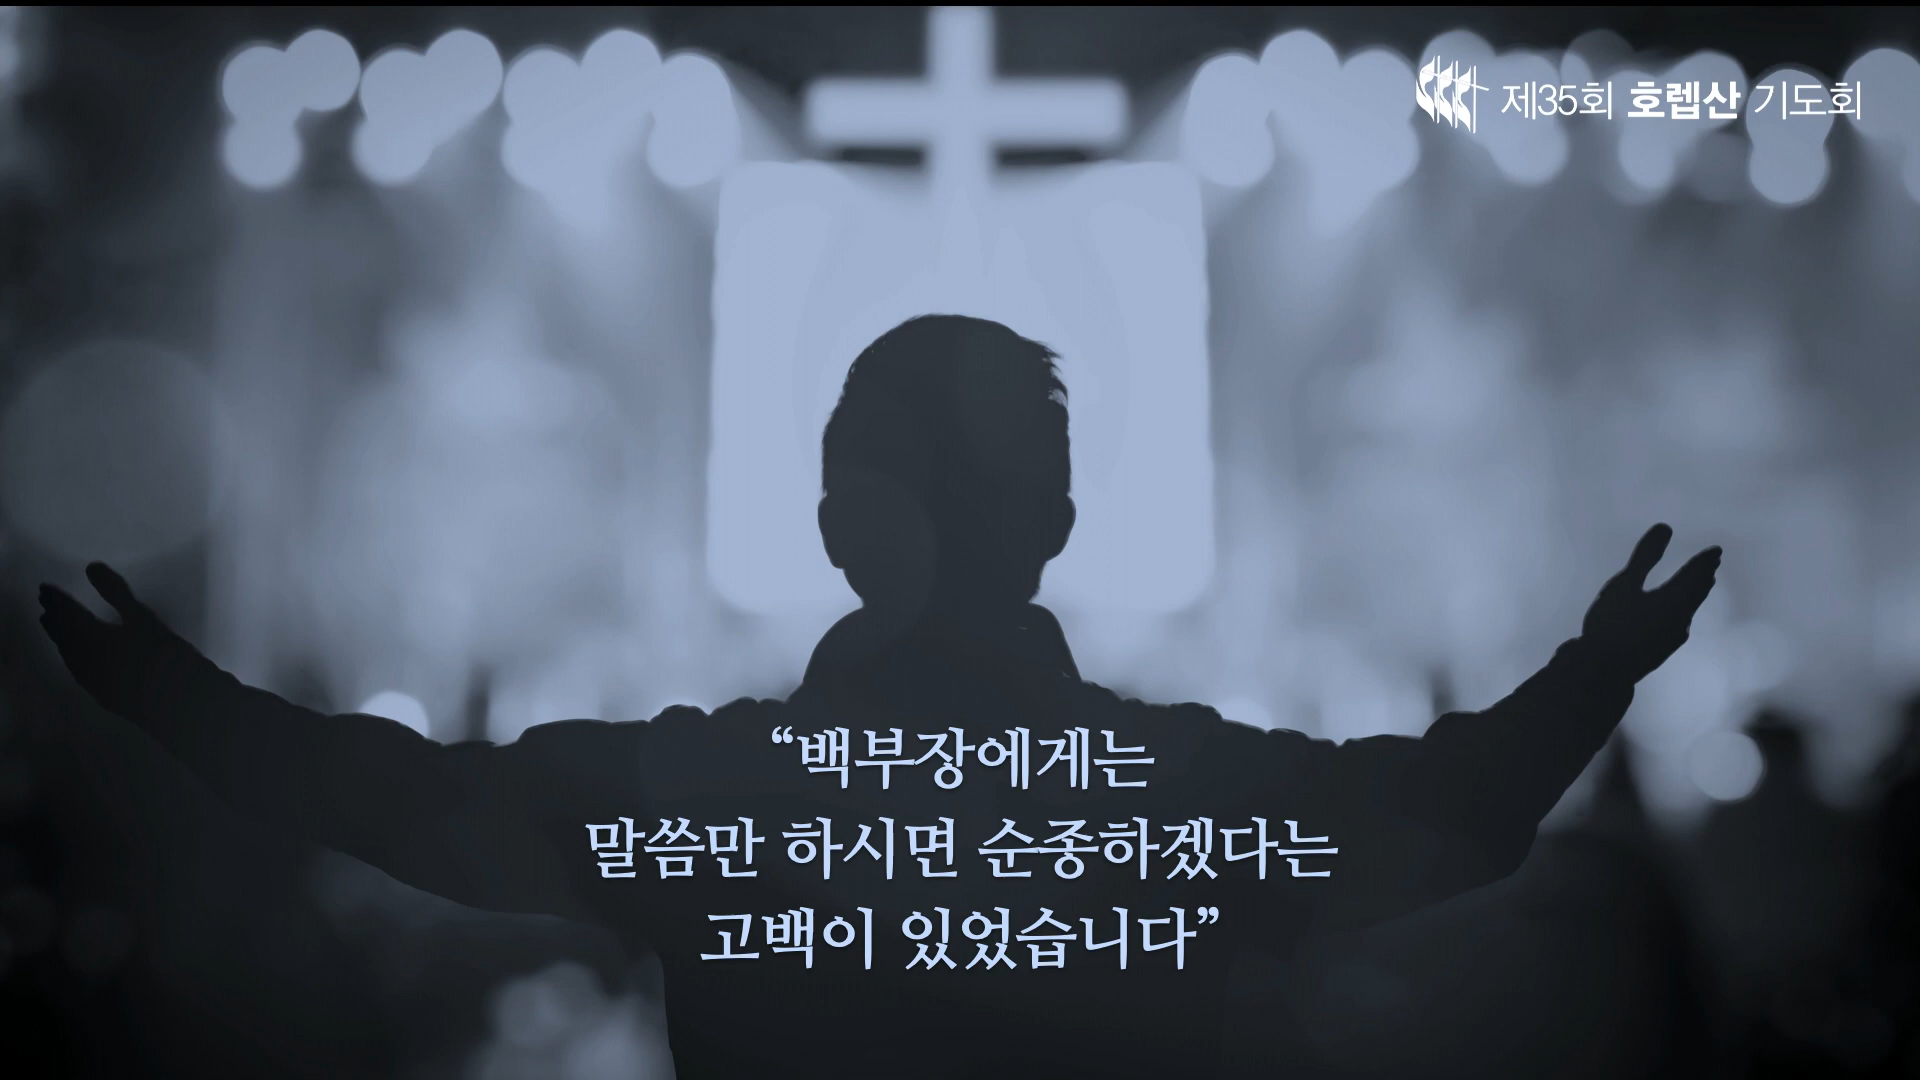 제35회 호렙산 기도회
“백부장에게는
말씀만 하시면 순종하겠다는
고백이 있었습니다”